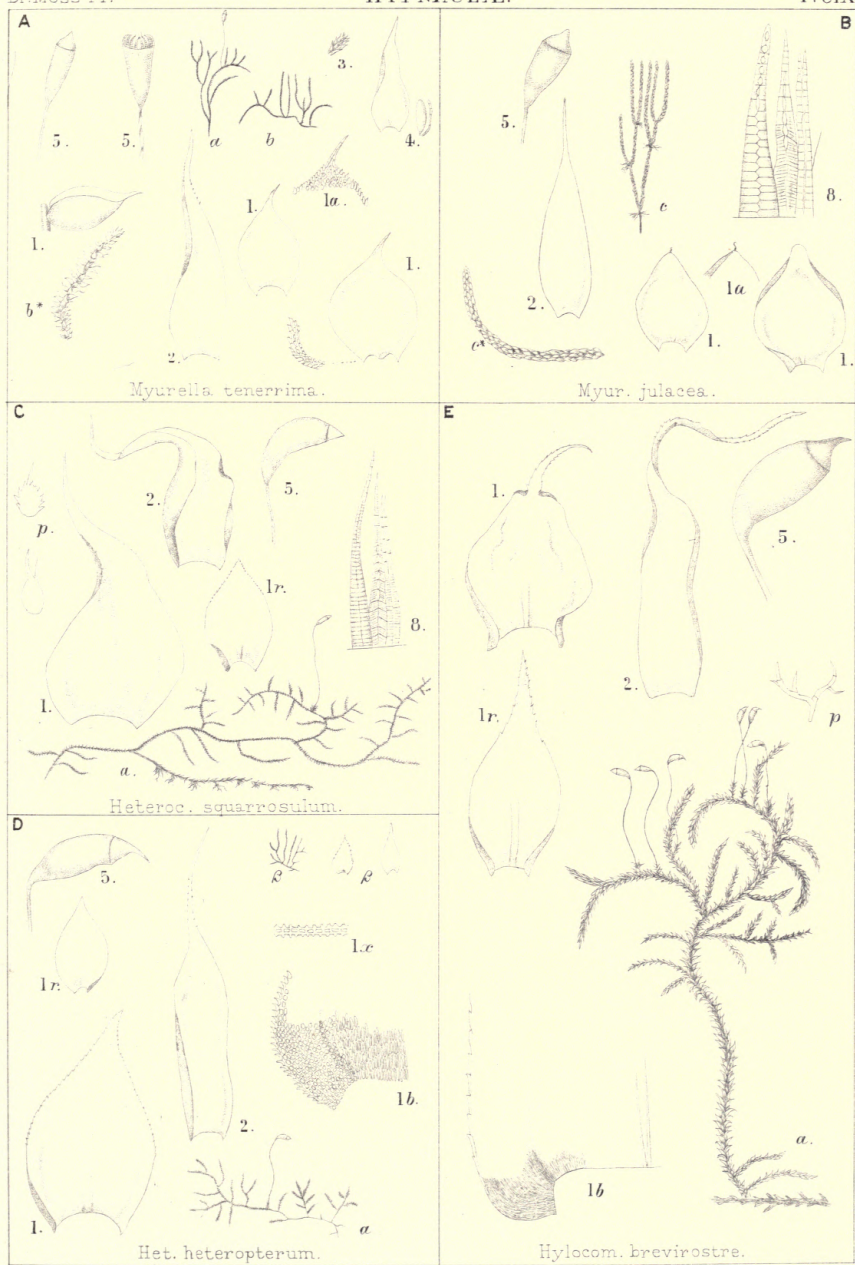 A
B
3.
5.
5.
a
b
4.
5.
c
8.
1.
1a.
1.
1.
b*
2.
2.
1a
1.
1.
c*
Myurella tenerrima.
Myur. julacea.
C
E
p.
2.
5.
1.
5.
1r.
8.
1.
2.
1r.
p
a.
Heteroc. squarrosulum.
D
5.
β
β
1x
1r.
1b.
2.
a.
1.
a
1b
Het. heteropterum.
Hylocom. brevirostre.